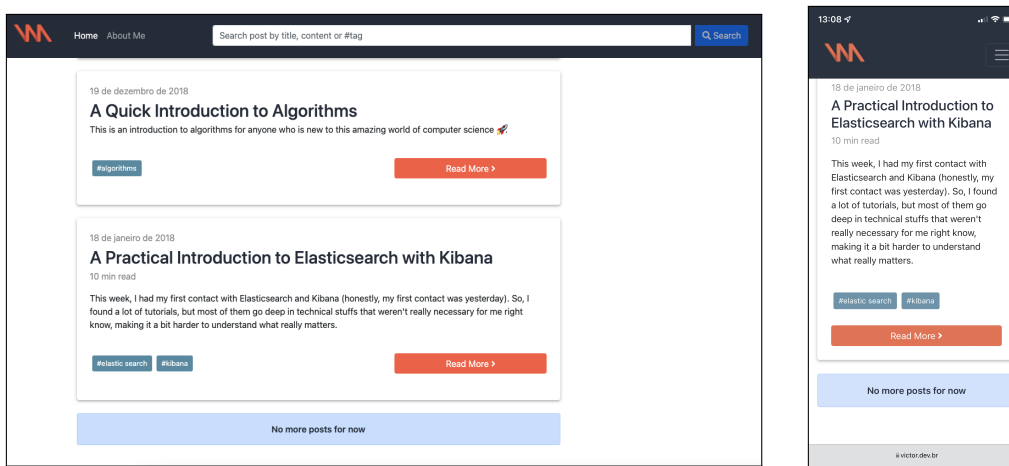 Home About Me Search post by title, content or #tag Search
19 de dezembro de 2018
A Quick Introduction to Algorithms
This is an introduction to algorithms for anyone who is new to this amazing world of computer science 🚀.
#algorithms Read More >
18 de janeiro de 2018
A Practical Introduction to Elasticsearch with Kibana
10 min read
This week, I had my first contact with Elasticsearch and Kibana (honestly, my first contact was yesterday). So, I
found a lot of tutorials, but most of them go deep in technical stuffs that weren't really necessary for me right
know, making it a bit harder to understand what really matters.
#elastic search #kibana Read More >
No more posts for now
13:08
18 de janeiro de 2018
A Practical Introduction to
Elasticsearch with Kibana
10 min read
This week, I had my first contact with
Elasticsearch and Kibana (honestly, my
first contact was yesterday). So, I found
a lot of tutorials, but most of them go
deep in technical stuffs that weren't
really necessary for me right know,
making it a bit harder to understand
what really matters.
#elastic search #kibana
Read More >
No more posts for now
victor.dev.br